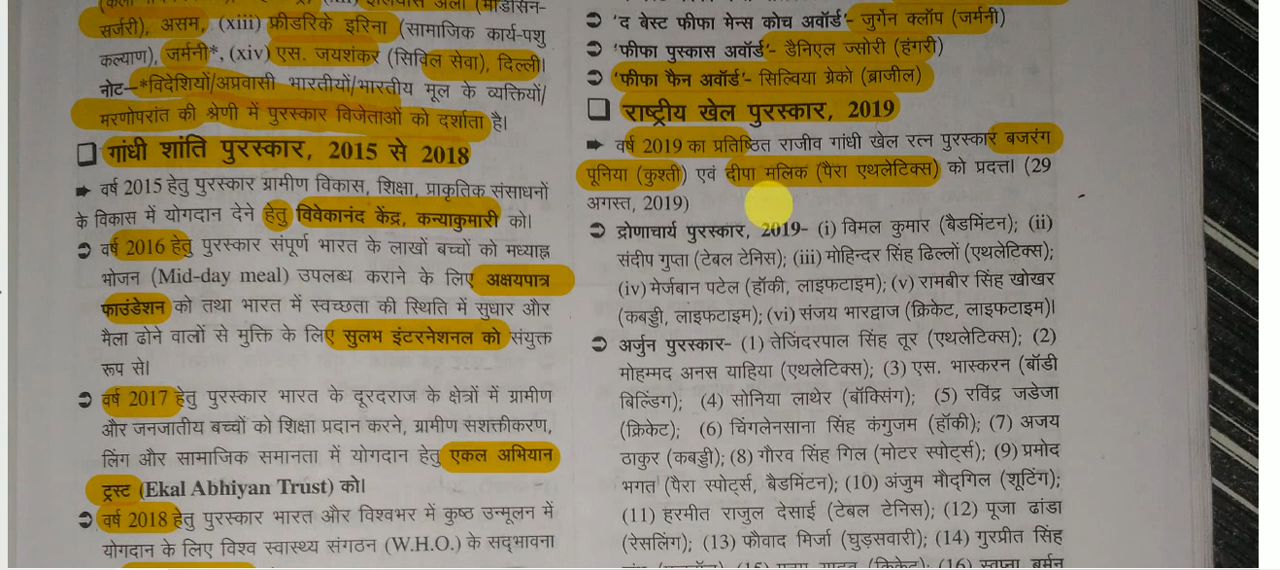 सर्जरी), असम, (xiii) फ्रीडरिके इरिना (सामाजिक कार्य-पशु
कल्याण), जर्मनी*, (xiv) एस. जयशंकर (सिविल सेवा), दिल्ली।
नोट–*विदेशियों/अप्रवासी भारतीयों/भारतीय मूल के व्यक्तियों/
मरणोपरांत की श्रेणी में पुरस्कार विजेताओं को दर्शाता है।
गांधी शांति पुरस्कार, 2015 से 2018
वर्ष 2015 हेतु पुरस्कार ग्रामीण विकास, शिक्षा, प्राकृतिक संसाधनों
के विकास में योगदान देने हेतु विवेकानंद केंद्र, कन्याकुमारी को।
वर्ष 2016 हेतु पुरस्कार संपूर्ण भारत के लाखों बच्चों को मध्याह्न
भोजन (Mid-day meal) उपलब्ध कराने के लिए अक्षयपात्र
फाउंडेशन को तथा भारत में स्वच्छता की स्थिति में सुधार और
मैला ढोने वालों से मुक्ति के लिए सुलभ इंटरनेशनल को संयुक्त
रूप से।
वर्ष 2017 हेतु पुरस्कार भारत के दूरदराज के क्षेत्रों में ग्रामीण
और जनजातीय बच्चों को शिक्षा प्रदान करने, ग्रामीण सशक्तीकरण,
लिंग और सामाजिक समानता में योगदान हेतु एकल अभियान
ट्रस्ट (Ekal Abhiyan Trust) को।
वर्ष 2018 हेतु पुरस्कार भारत और विश्वभर में कुष्ठ उन्मूलन में
योगदान के लिए विश्व स्वास्थ्य संगठन (W.H.O.) के सद्भावना
'द बेस्ट फीफा मेन्स कोच अवॉर्ड'- जुर्गेन क्लॉप (जर्मनी)
'फीफा पुस्कास अवॉर्ड'- डैनिएल ज्सोरी (हंगरी)
'फीफा फैन अवॉर्ड'- सिल्विया ग्रेको (ब्राजील)
राष्ट्रीय खेल पुरस्कार, 2019
वर्ष 2019 का प्रतिष्ठित राजीव गांधी खेल रत्न पुरस्कार बजरंग
पूनिया (कुश्ती) एवं दीपा मलिक (पैरा एथलेटिक्स) को प्रदत्त। (29
अगस्त, 2019)
द्रोणाचार्य पुरस्कार, 2019- (i) विमल कुमार (बैडमिंटन); (ii)
संदीप गुप्ता (टेबल टेनिस); (iii) मोहिन्दर सिंह ढिल्लों (एथलेटिक्स);
(iv) मेर्जबान पटेल (हॉकी, लाइफटाइम); (v) रामबीर सिंह खोखर
(कबड्डी, लाइफटाइम); (vi) संजय भारद्वाज (क्रिकेट, लाइफटाइम)।
अर्जुन पुरस्कार- (1) तेजिंदरपाल सिंह तूर (एथलेटिक्स); (2)
मोहम्मद अनस याहिया (एथलेटिक्स); (3) एस. भास्करन (बॉडी
बिल्डिंग); (4) सोनिया लाथेर (बॉक्सिंग); (5) रविंद्र जडेजा
(क्रिकेट); (6) चिंगलेनसाना सिंह कंगुजम (हॉकी); (7) अजय
ठाकुर (कबड्डी); (8) गौरव सिंह गिल (मोटर स्पोर्ट्स); (9) प्रमोद
भगत (पैरा स्पोर्ट्स, बैडमिंटन); (10) अंजुम मौदगिल (शूटिंग);
(11) हरमीत राजुल देसाई (टेबल टेनिस); (12) पूजा ढांडा
(रेसलिंग); (13) फौवाद मिर्जा (घुड़सवारी); (14) गुरप्रीत सिंह